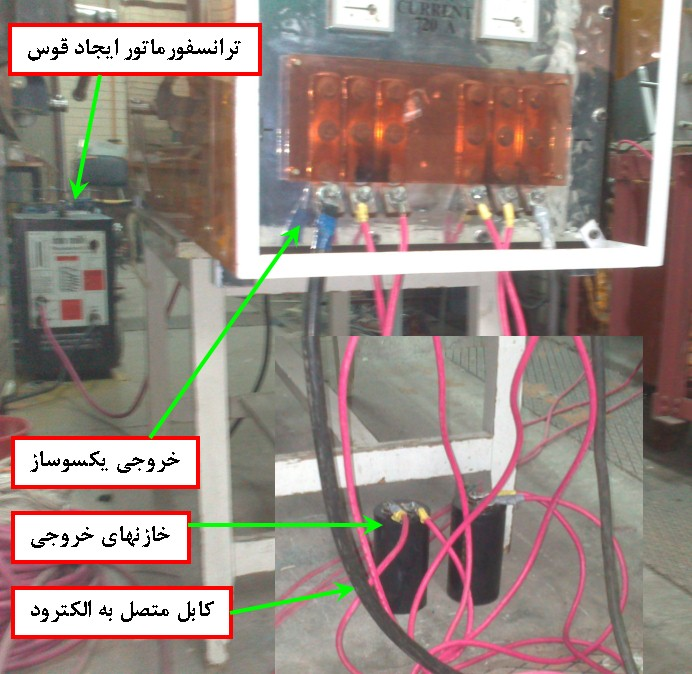 CURRENT
720 A
ترانسفورماتور ایجاد قوس
خروجی یکسوساز
خازنهای خروجی
کابل متصل به الکترود